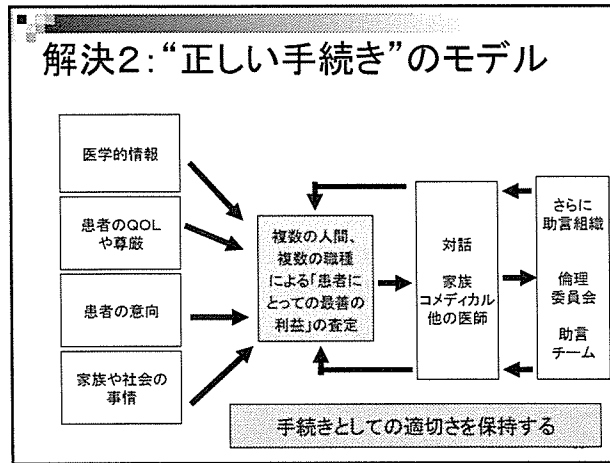 解決2:“正しい手続き”のモデル
医学的情報
患者のQOL
や尊厳
患者の意向
家族や社会の
事情
複数の人間、
複数の職種
による「患者に
とっての最善の
利益」の査定
対話
家族
コメディカル
他の医師
さらに
助言組織
倫理
委員会
助言
チーム
手続きとしての適切さを保持する